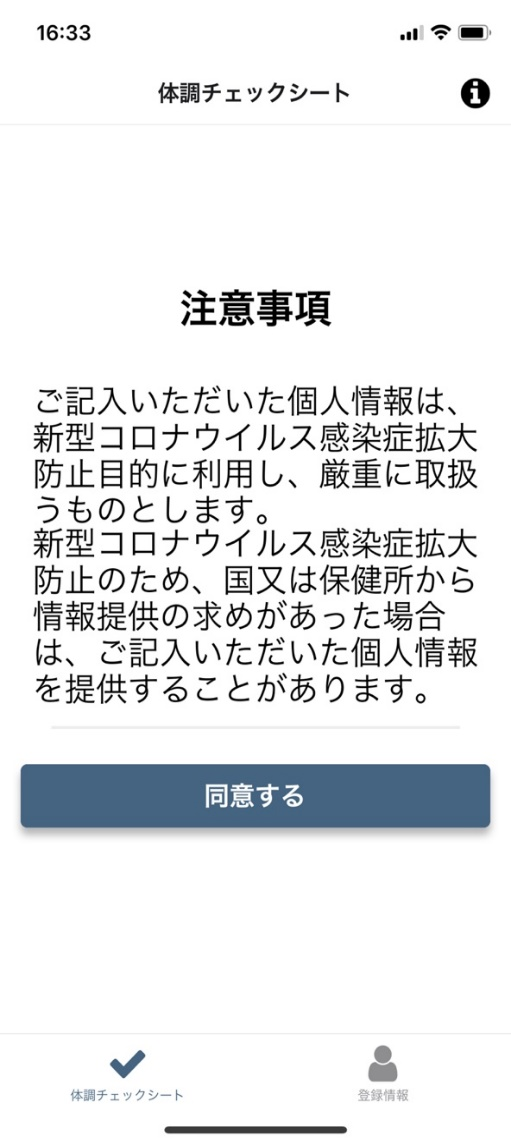 16:33
体調チェックシート
注意事項
ご記入いただいた個人情報は、
新型コロナウイルス感染症拡大
防止目的に利用し、厳重に取扱
うものとします。
新型コロナウイルス感染症拡大
防止のため、国又は保健所から
情報提供の求めがあった場合
は、ご記入いただいた個人情報
を提供することがあります。
同意する
体調チェックシート
登録情報